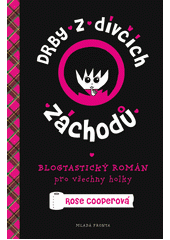 DRBY Z DÍVČÍCH
ZÁCHODŮ
BLOGTASTICKÝ ROMÁN
pro všechny holky
ROSE COOPEROVÁ
MLADÁ FRONTA